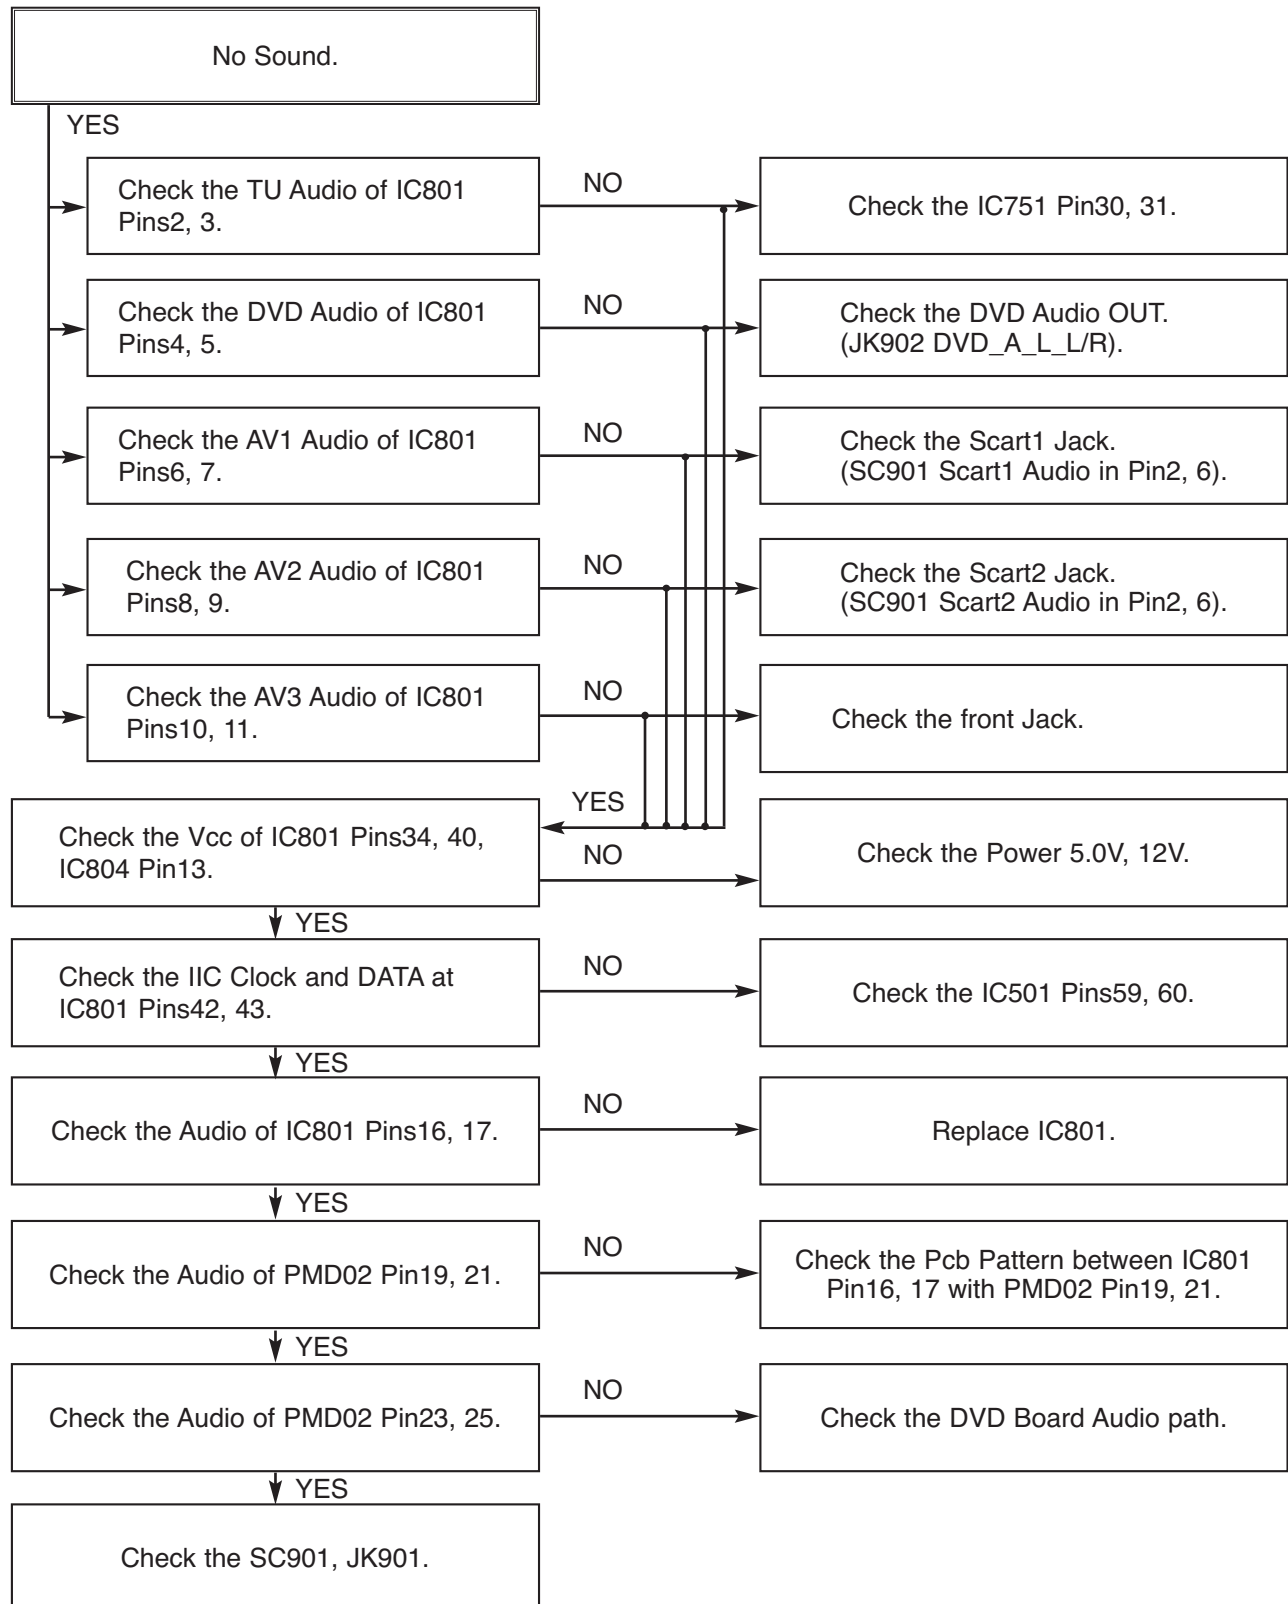 No Sound.
YES
Check the TU Audio of IC801
Pins2, 3.
NO
Check the IC751 Pin30, 31.
Check the DVD Audio of IC801
Pins4, 5.
NO
Check the DVD Audio OUT.
(JK902 DVD_A_L_L/R).
Check the AV1 Audio of IC801
Pins6, 7.
NO
Check the Scart1 Jack.
(SC901 Scart1 Audio in Pin2, 6).
Check the AV2 Audio of IC801
Pins8, 9.
NO
Check the Scart2 Jack.
(SC901 Scart2 Audio in Pin2, 6).
Check the AV3 Audio of IC801
Pins10, 11.
NO
Check the front Jack.
YES
Check the Vcc of IC801 Pins34, 40,
IC804 Pin13.
NO
Check the Power 5.0V, 12V.
YES
Check the IIC Clock and DATA at
IC801 Pins42, 43.
NO
Check the IC501 Pins59, 60.
YES
Check the Audio of IC801 Pins16, 17.
NO
Replace IC801.
YES
Check the Audio of PMD02 Pin19, 21.
NO
Check the Pcb Pattern between IC801
Pin16, 17 with PMD02 Pin19, 21.
YES
Check the Audio of PMD02 Pin23, 25.
NO
Check the DVD Board Audio path.
YES
Check the SC901, JK901.